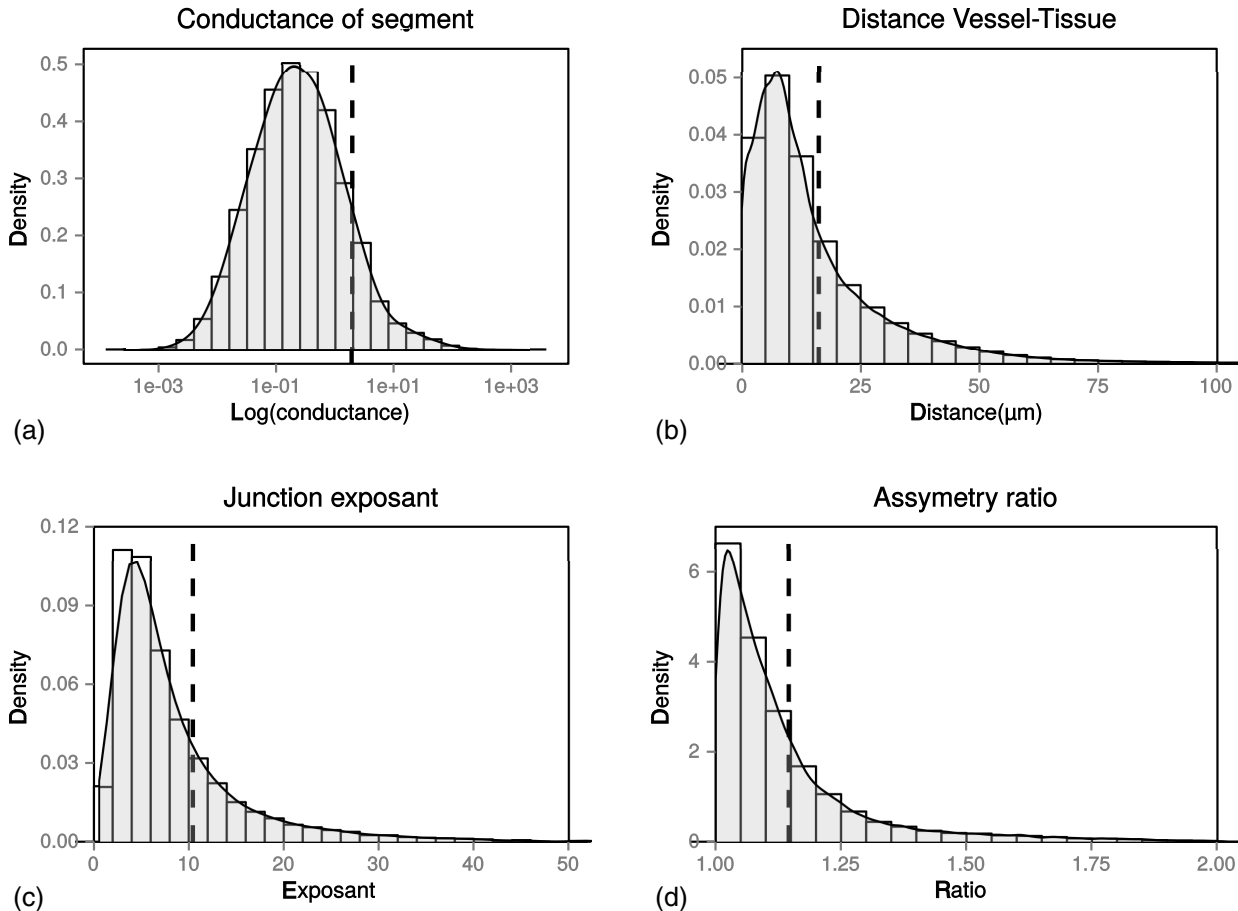 Conductance of segment
0.5
0.4
0.3
0.2
0.1
0.0
Density
1e-03 1e-01 1e+01 1e+03
Log(conductance)
(a)
Distance Vessel-Tissue
0.05
0.04
0.03
0.02
0.01
0.00
Density
0 25 50 75 100
Distance(µm)
(b)
Junction exposant
0.12
0.09
0.06
0.03
0.00
Density
0 10 20 30 40 50
Exposant
(c)
Assymetry ratio
6
4
2
0
Density
1.00 1.25 1.50 1.75 2.00
Ratio
(d)